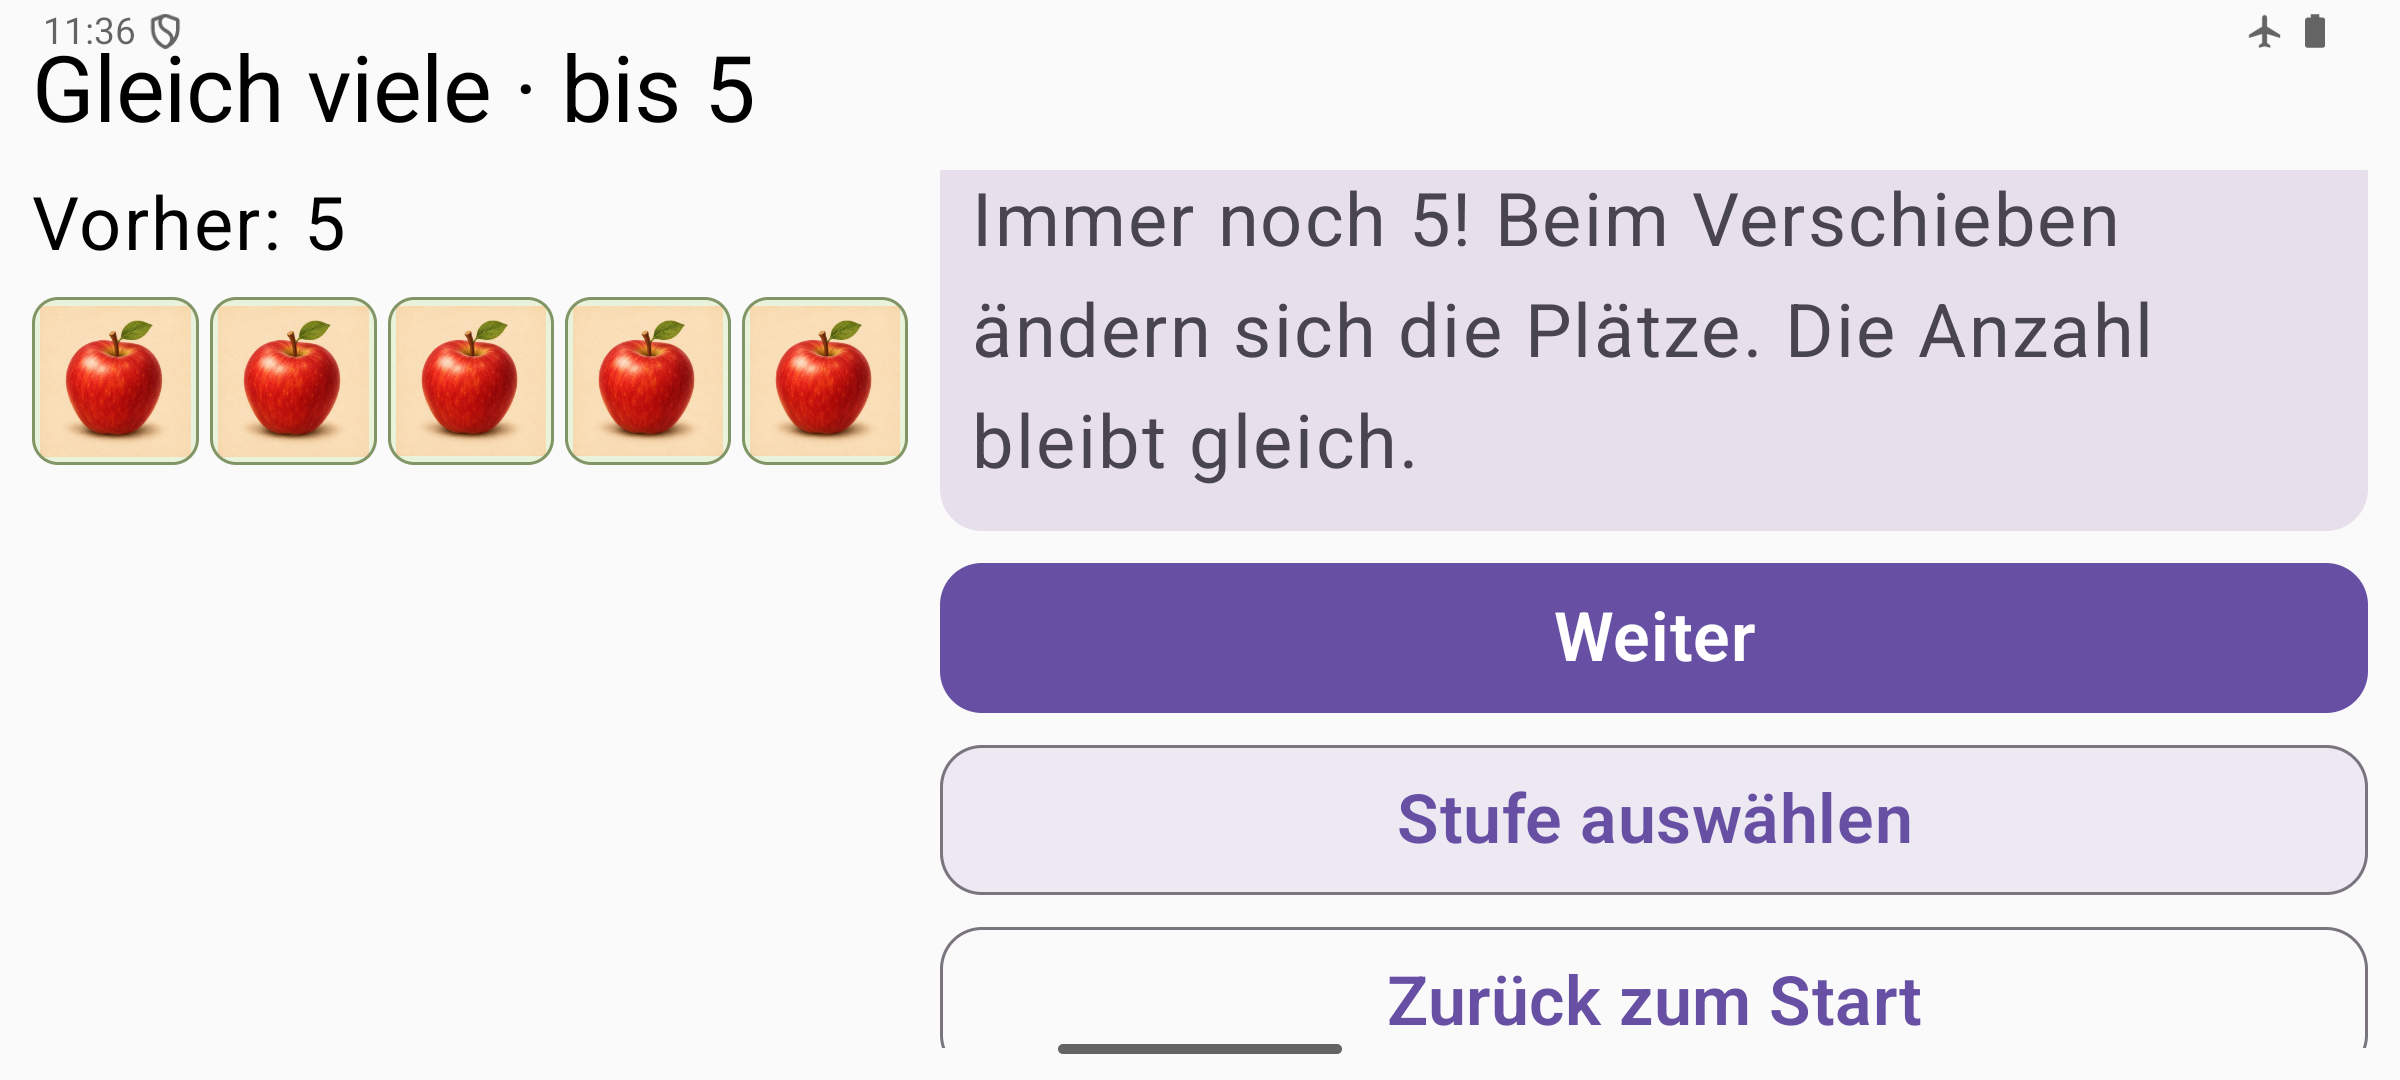 11:36
Gleich viele · bis 5
Vorher: 5
Immer noch 5! Beim Verschieben
ändern sich die Plätze. Die Anzahl
bleibt gleich.
Weiter
Stufe auswählen
Zurück zum Start